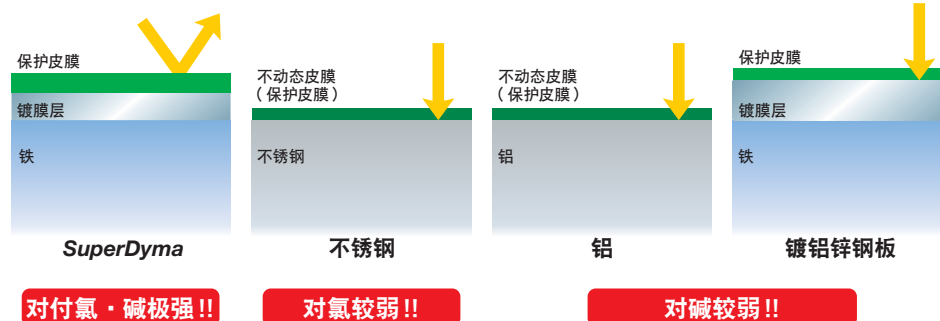 保护皮膜
镀膜层
铁
SuperDyma
对付氯・碱极强!!
不动态皮膜
（保护皮膜）
不锈钢
不锈钢
对氯较弱!!
不动态皮膜
（保护皮膜）
铝
铝
保护皮膜
镀膜层
铁
镀铝锌钢板
对碱较弱!!